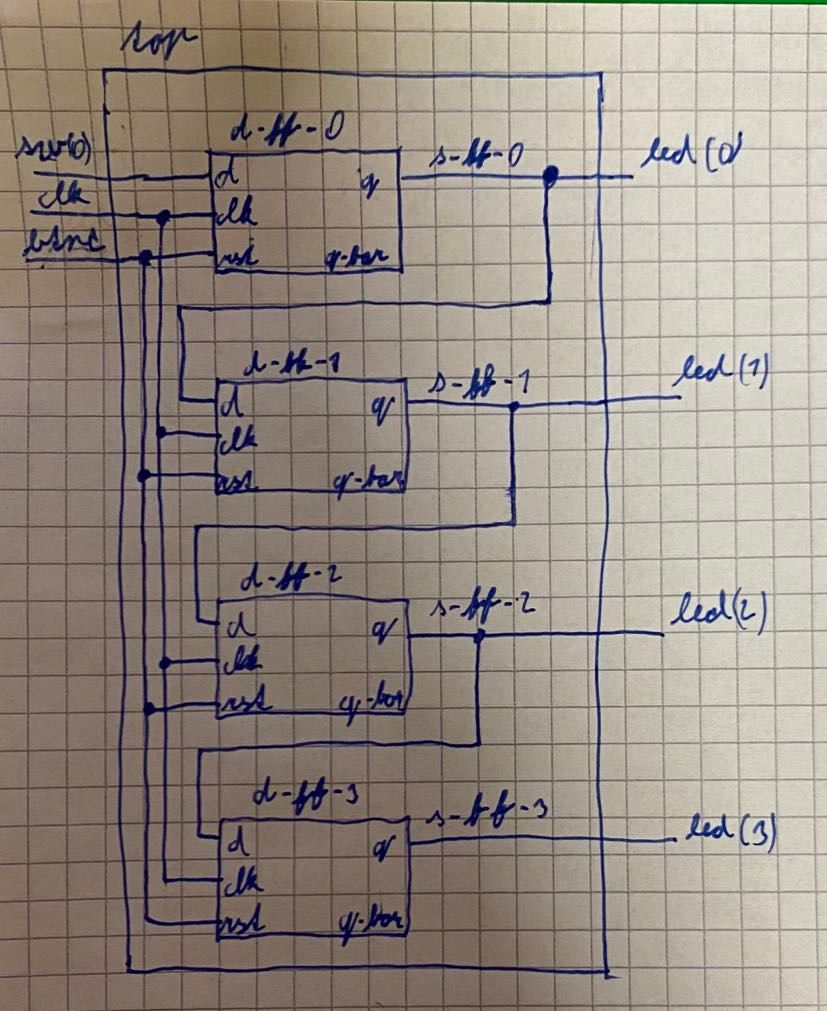 top
d-ff-0
sw(0)
s-ff-0
led(0)
d
q
clk
clk
btnc
rst
q-bar
d-ff-1
s-ff-1
led(1)
d
q
clk
rst
q-bar
d-ff-2
s-ff-2
led(2)
d
q
clk
rst
q-bar
d-ff-3
s-ff-3
led(3)
d
q
clk
rst
q-bar